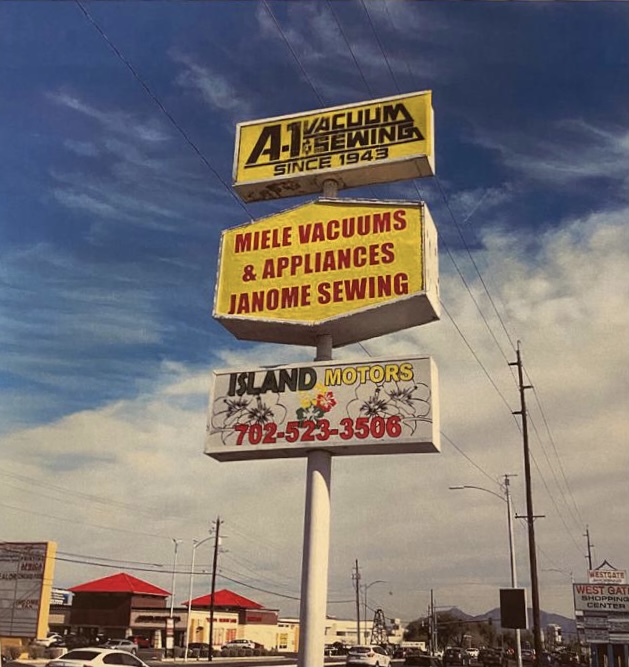 A-1 VACUUM
SEWING
SINCE 1943
MIELE VACUUMS
& APPLIANCES
JANOME SEWING
ISLAND MOTORS
702-523-3506
WESTGATE
WEST GATE
SHOPPING
CENTER